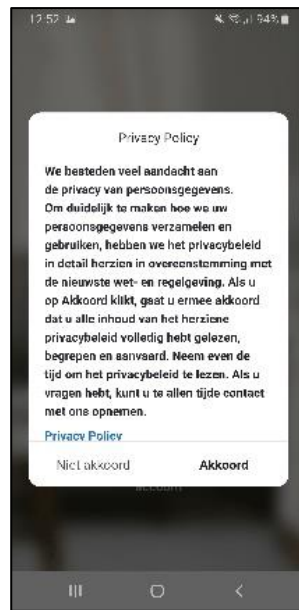 12:52
94%
Privacy Policy
We besteden veel aandacht aan
de privacy van persoonsgegevens.
Om duidelijk te maken hoe we uw
persoonsgegevens verzamelen en
gebruiken, hebben we het privacybeleid
in detail herzien in overeenstemming met
de nieuwste wet- en regelgeving. Als u
op Akkoord klikt, gaat u ermee akkoord
dat u alle inhoud van het herziene
privacybeleid volledig hebt gelezen,
begrepen en aanvaard. Neem even de
tijd om het privacybeleid te lezen. Als u
vragen hebt, kunt u te allen tijde contact
met ons opnemen.
Privacy Policy
Niet akkoord Akkoord
account